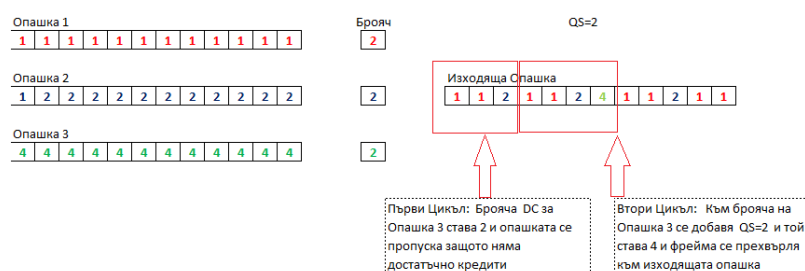 Опашка 1
Брояч
QS=2
1 1 1 1 1 1 1 1 1 1 1 1
2
Опашка 2
Изходяща Опашка
1 2 2 2 2 2 2 2 2 2 2 2
2
1 1 2 1 1 2 4 1 1 2 1 1
Опашка 3
4 4 4 4 4 4 4 4 4 4 4 4
2
Първи Цикъл: Брояча DC за
Опашка 3 става 2 и опашката се
пропуска защото няма
достатъчно кредити
Втори Цикъл: Към брояча на
Опашка 3 се добавя QS=2 и той
става 4 и фрейма се прехвърля
към изходящата опашка